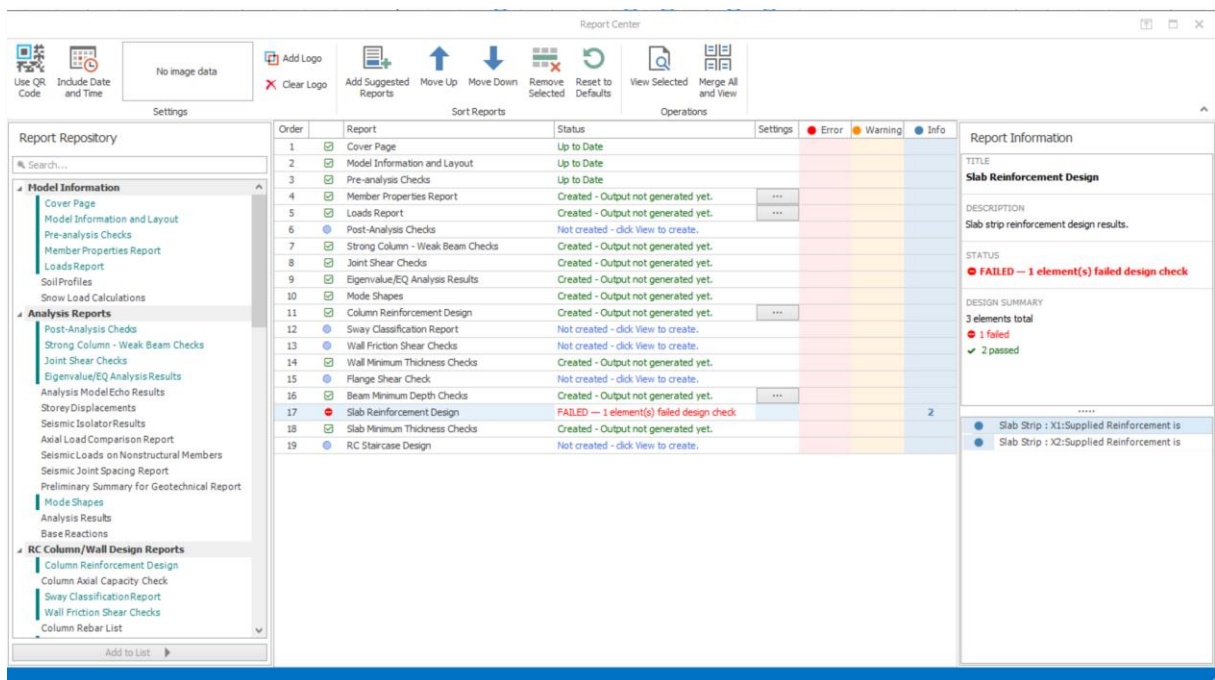 Report Center
Use QR Code
Include Date and Time
No image data
Add Logo
Clear Logo
Settings
Add Suggested Reports
Move Up
Move Down
Remove Selected
Reset to Defaults
Sort Reports
View Selected
Merge All and View
Operations
Report Repository
Search...
Model Information
Cover Page
Model Information and Layout
Pre-analysis Checks
Member Properties Report
Loads Report
Soil Profiles
Snow Load Calculations
Analysis Reports
Post-Analysis Checks
Strong Column - Weak Beam Checks
Joint Shear Checks
Eigenvalue/EQ Analysis Results
Analysis Model Echo Results
Storey Displacements
Seismic Isolator Results
Axial Load Comparison Report
Seismic Loads on Nonstructural Members
Seismic Joint Spacing Report
Preliminary Summary for Geotechnical Report
Mode Shapes
Analysis Results
Base Reactions
RC Column/Wall Design Reports
Column Reinforcement Design
Column Axial Capacity Check
Sway Classification Report
Wall Friction Shear Checks
Column Rebar List
Add to List
Order Report Status Settings Error Warning Info
1 Cover Page Up to Date
2 Model Information and Layout Up to Date
3 Pre-analysis Checks Up to Date
4 Member Properties Report Created - Output not generated yet. ...
5 Loads Report Created - Output not generated yet. ...
6 Post-Analysis Checks Not created - click View to create.
7 Strong Column - Weak Beam Checks Created - Output not generated yet.
8 Joint Shear Checks Created - Output not generated yet.
9 Eigenvalue/EQ Analysis Results Created - Output not generated yet.
10 Mode Shapes Created - Output not generated yet.
11 Column Reinforcement Design Created - Output not generated yet. ...
12 Sway Classification Report Not created - click View to create.
13 Wall Friction Shear Checks Not created - click View to create.
14 Wall Minimum Thickness Checks Created - Output not generated yet.
15 Flange Shear Check Not created - click View to create.
16 Beam Minimum Depth Checks Created - Output not generated yet. ...
17 Slab Reinforcement Design FAILED — 1 element(s) failed design check 2
18 Slab Minimum Thickness Checks Created - Output not generated yet.
19 RC Staircase Design Not created - click View to create.
Report Information
TITLE
Slab Reinforcement Design
DESCRIPTION
Slab strip reinforcement design results.
STATUS
FAILED — 1 element(s) failed design check
DESIGN SUMMARY
3 elements total
1 failed
2 passed
Slab Strip : X1:Supplied Reinforcement is
Slab Strip : X2:Supplied Reinforcement is